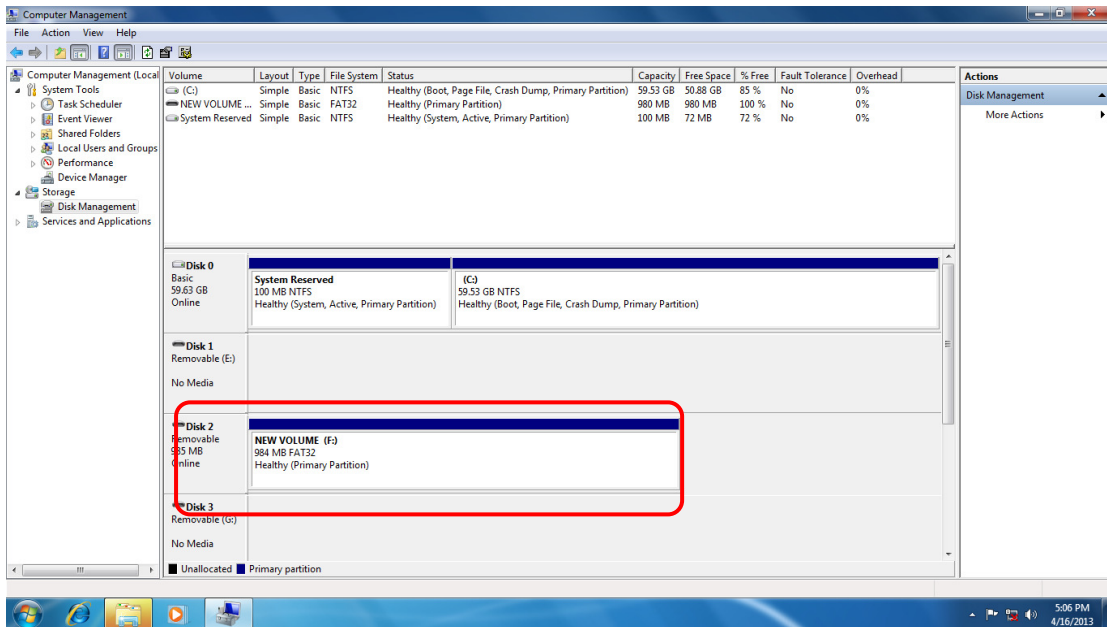 Computer Management
File Action View Help
Computer Management (Local
System Tools
Task Scheduler
Event Viewer
Shared Folders
Local Users and Groups
Performance
Device Manager
Storage
Disk Management
Services and Applications
Volume Layout Type File System Status Capacity Free Space % Free Fault Tolerance Overhead
(C:) Simple Basic NTFS Healthy (Boot, Page File, Crash Dump, Primary Partition) 59.53 GB 50.88 GB 85 % No 0%
NEW VOLUME ... Simple Basic FAT32 Healthy (Primary Partition) 980 MB 980 MB 100 % No 0%
System Reserved Simple Basic NTFS Healthy (System, Active, Primary Partition) 100 MB 72 MB 72 % No 0%
Actions
Disk Management
More Actions
Disk 0
Basic
59.63 GB
Online
System Reserved
100 MB NTFS
Healthy (System, Active, Primary Partition)
(C:)
59.53 GB NTFS
Healthy (Boot, Page File, Crash Dump, Primary Partition)
Disk 1
Removable (E:)
No Media
Disk 2
Removable
985 MB
Online
NEW VOLUME (F:)
984 MB FAT32
Healthy (Primary Partition)
Disk 3
Removable (G:)
No Media
Unallocated Primary partition
5:06 PM
4/16/2013